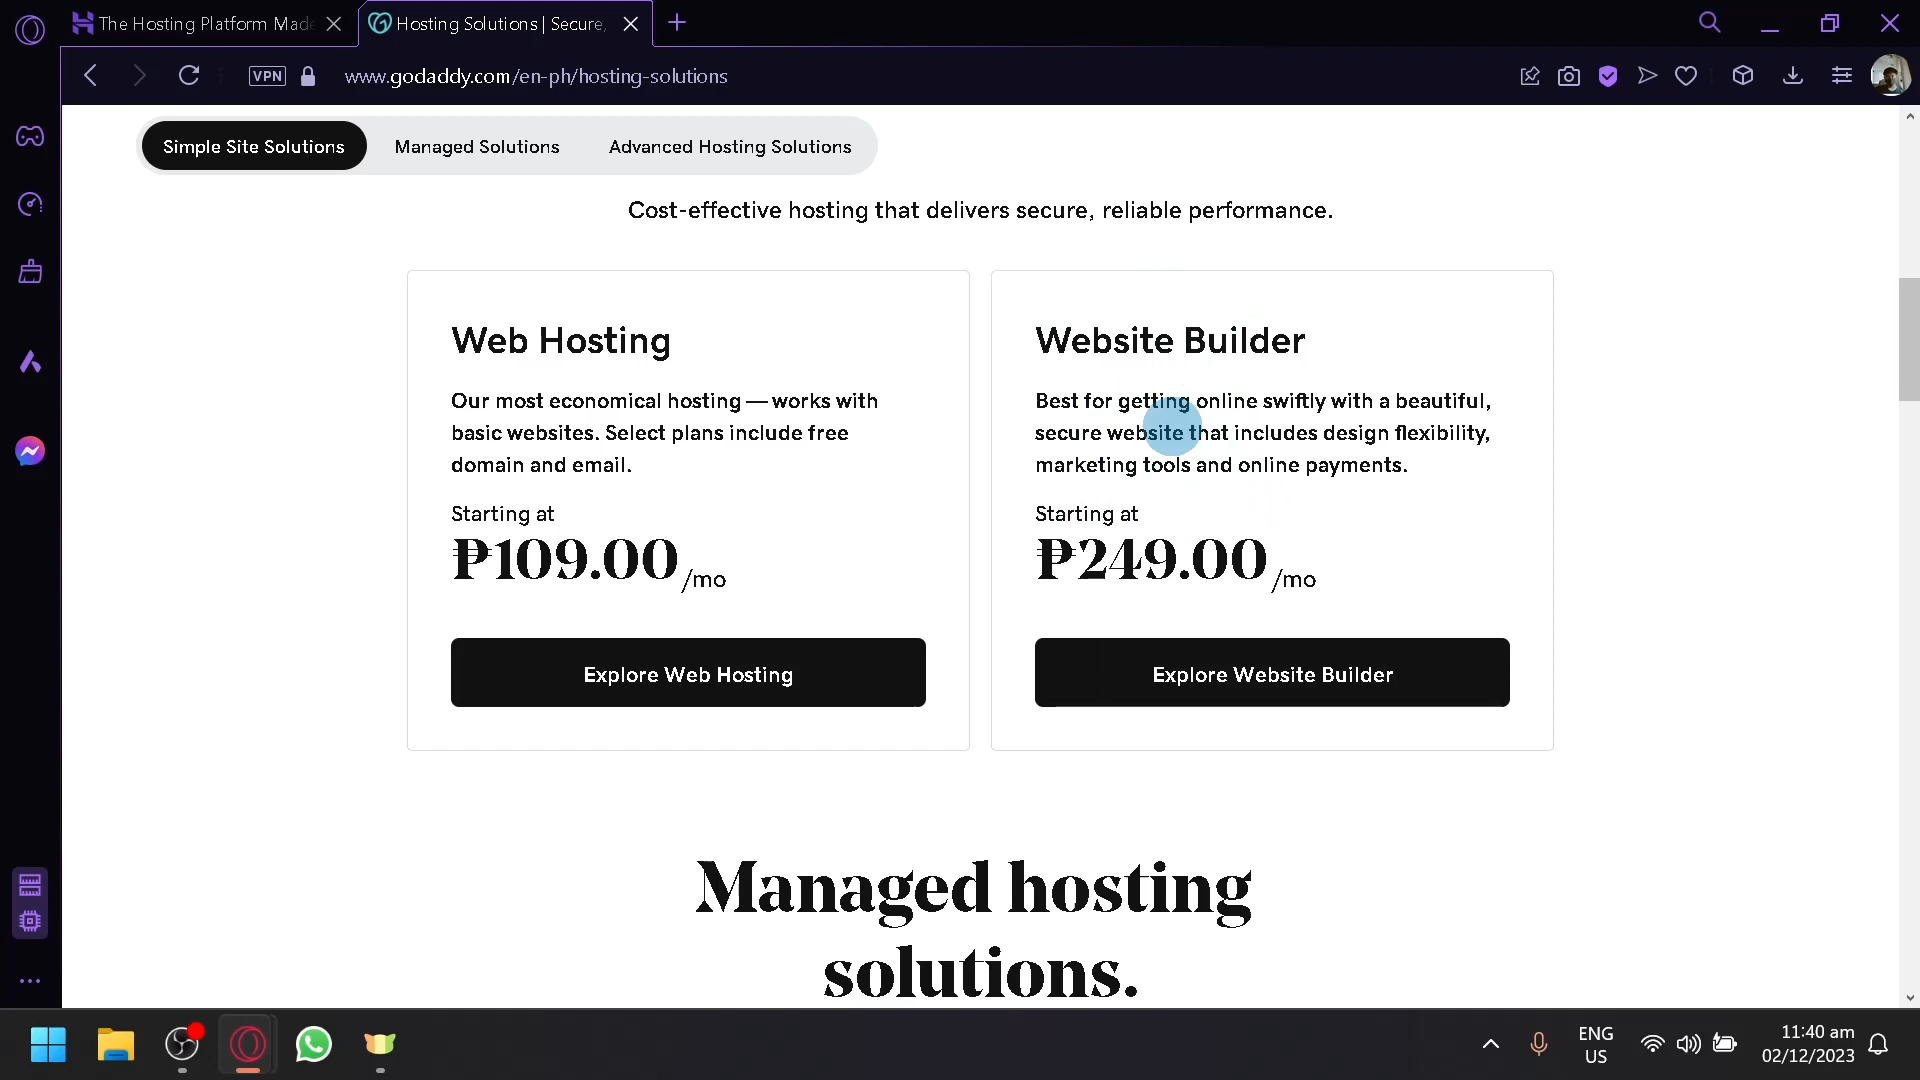 The Hosting Platform Made
Hosting Solutions | Secure,
VPN
www.godaddy.com/en-ph/hosting-solutions
Simple Site Solutions
Managed Solutions
Advanced Hosting Solutions
Cost-effective hosting that delivers secure, reliable performance.
Web Hosting
Our most economical hosting — works with
basic websites. Select plans include free
domain and email.
Starting at
₱109.00/mo
Explore Web Hosting
Website Builder
Best for getting online swiftly with a beautiful,
secure website that includes design flexibility,
marketing tools and online payments.
Starting at
₱249.00/mo
Explore Website Builder
Managed hosting
solutions.
ENG
US
11:40 am
02/12/2023